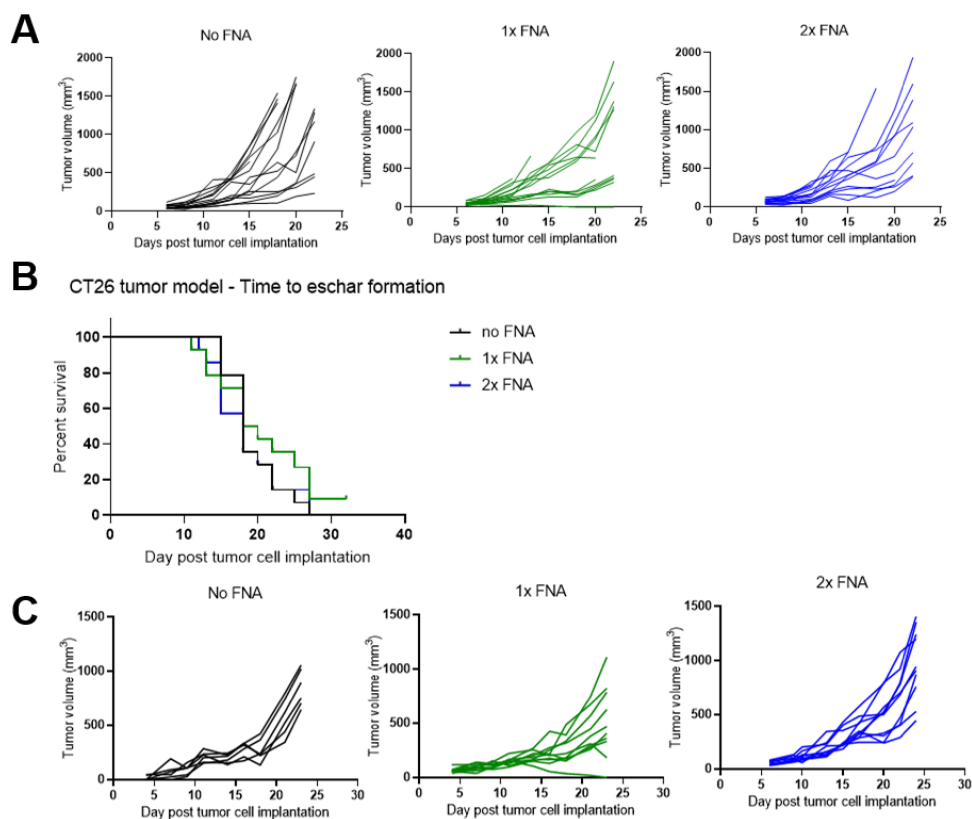 A
No FNA
1x FNA
2x FNA
Tumor volume (mm³)
2000
1500
1000
500
0
0 5 10 15 20 25
Days post tumor cell implantation
Tumor volume (mm³)
2000
1500
1000
500
0
0 5 10 15 20 25
Days post tumor cell implantation
Tumor volume (mm³)
2000
1500
1000
500
0
0 5 10 15 20 25
Days post tumor cell implantation
B
CT26 tumor model - Time to eschar formation
Percent survival
100
80
60
40
20
0
0 10 20 30 40
Day post tumor cell implantation
no FNA
1x FNA
2x FNA
C
No FNA
1x FNA
2x FNA
Tumor volume (mm³)
1500
1000
500
0
0 5 10 15 20 25 30
Day post tumor cell implantation
Tumor volume (mm³)
1500
1000
500
0
0 5 10 15 20 25 30
Day post tumor cell implantation
Tumor volume (mm³)
1500
1000
500
0
0 5 10 15 20 25 30
Day post tumor cell implantation